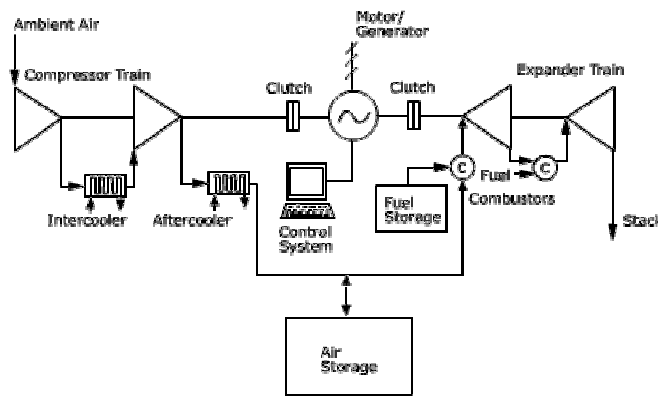 Ambient Air
Motor/
Generator
Compressor Train
Clutch
Clutch
Expander Train
C
Fuel
C
Intercooler
Aftercooler
Control
System
Fuel
Storage
Combustors
Stack
Air
Storage